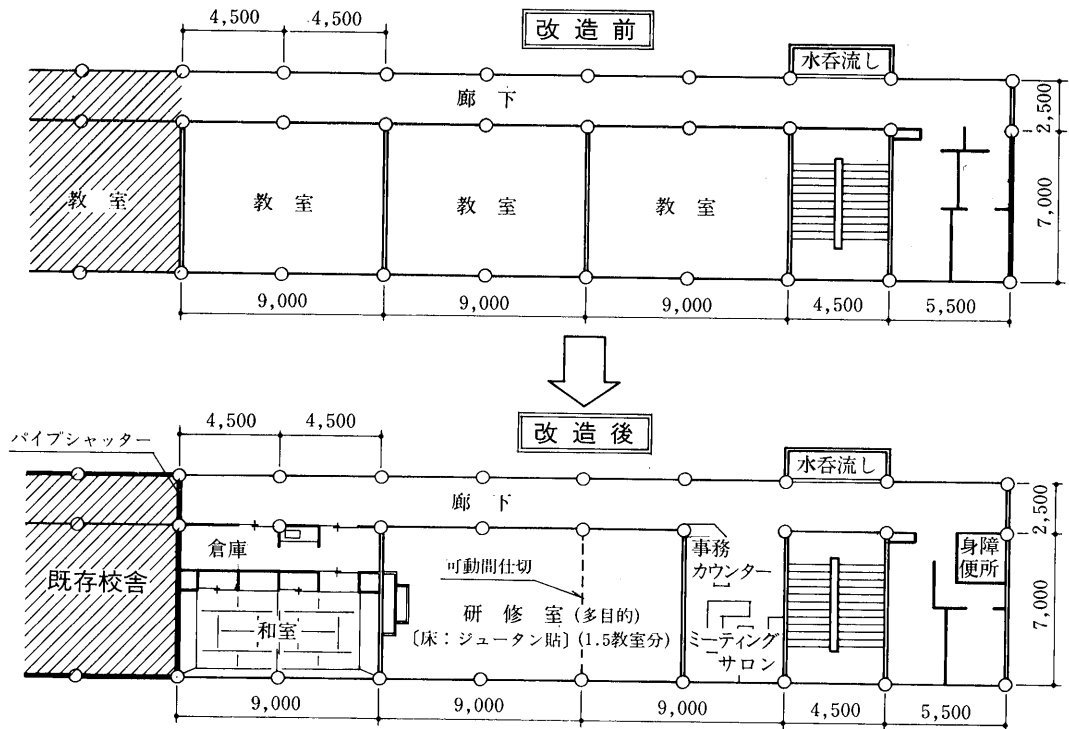 4,500
4,500
改造前
水呑流し
廊下
2,500
教室
教室
教室
教室
7,000
9,000
9,000
9,000
4,500
5,500
改造後
4,500
4,500
パイプシャッター
水呑流し
廊下
2,500
倉庫
事務
カウンター
身障
便所
既存校舎
可動間仕切
研修室(多目的)
〔床:ジュータン貼〕(1.5教室分)
和室
ミーティング
サロン
7,000
9,000
9,000
9,000
4,500
5,500